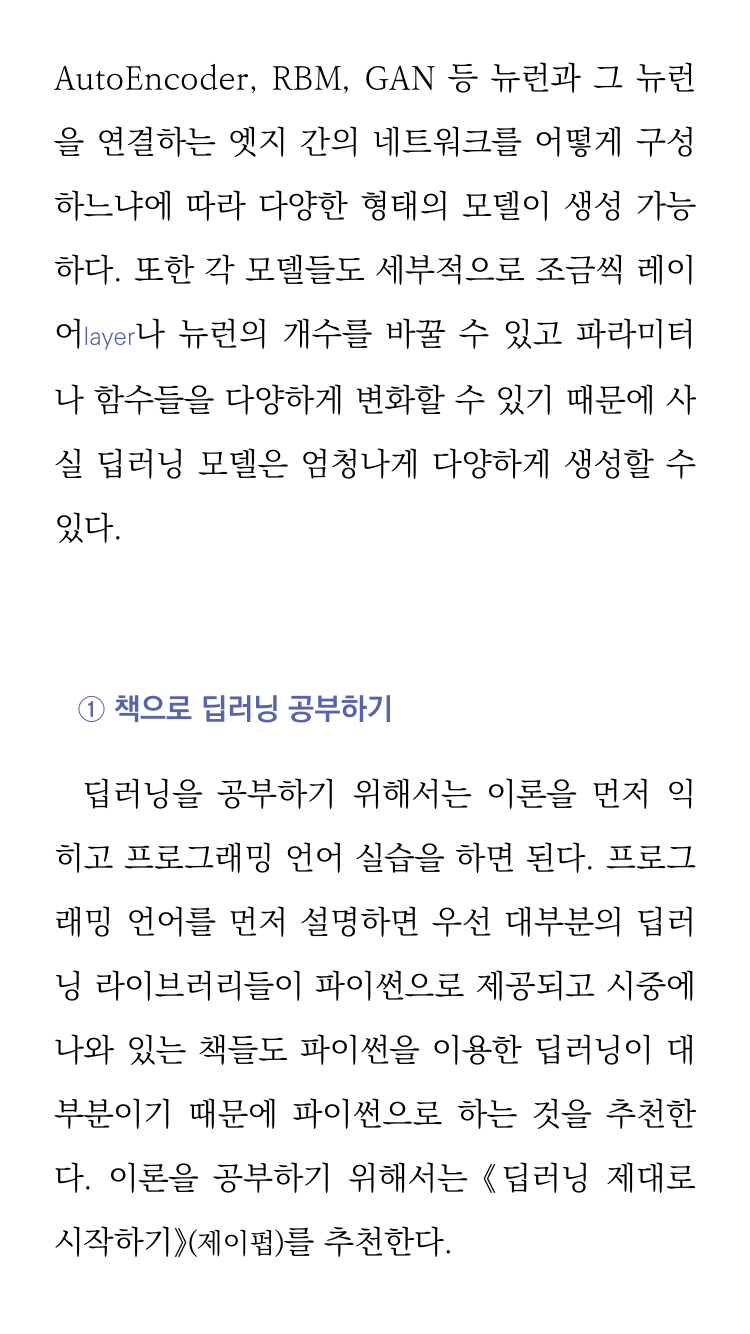 AutoEncoder, RBM, GAN 등 뉴런과 그 뉴런
을 연결하는 엣지 간의 네트워크를 어떻게 구성
하느냐에 따라 다양한 형태의 모델이 생성 가능
하다. 또한 각 모델들도 세부적으로 조금씩 레이
어layer나 뉴런의 개수를 바꿀 수 있고 파라미터
나 함수들을 다양하게 변화할 수 있기 때문에 사
실 딥러닝 모델은 엄청나게 다양하게 생성할 수
있다.
① 책으로 딥러닝 공부하기
딥러닝을 공부하기 위해서는 이론을 먼저 익
히고 프로그래밍 언어 실습을 하면 된다. 프로그
래밍 언어를 먼저 설명하면 우선 대부분의 딥러
닝 라이브러리들이 파이썬으로 제공되고 시중에
나와 있는 책들도 파이썬을 이용한 딥러닝이 대
부분이기 때문에 파이썬으로 하는 것을 추천한
다. 이론을 공부하기 위해서는 《딥러닝 제대로
시작하기》(제이펍)를 추천한다.